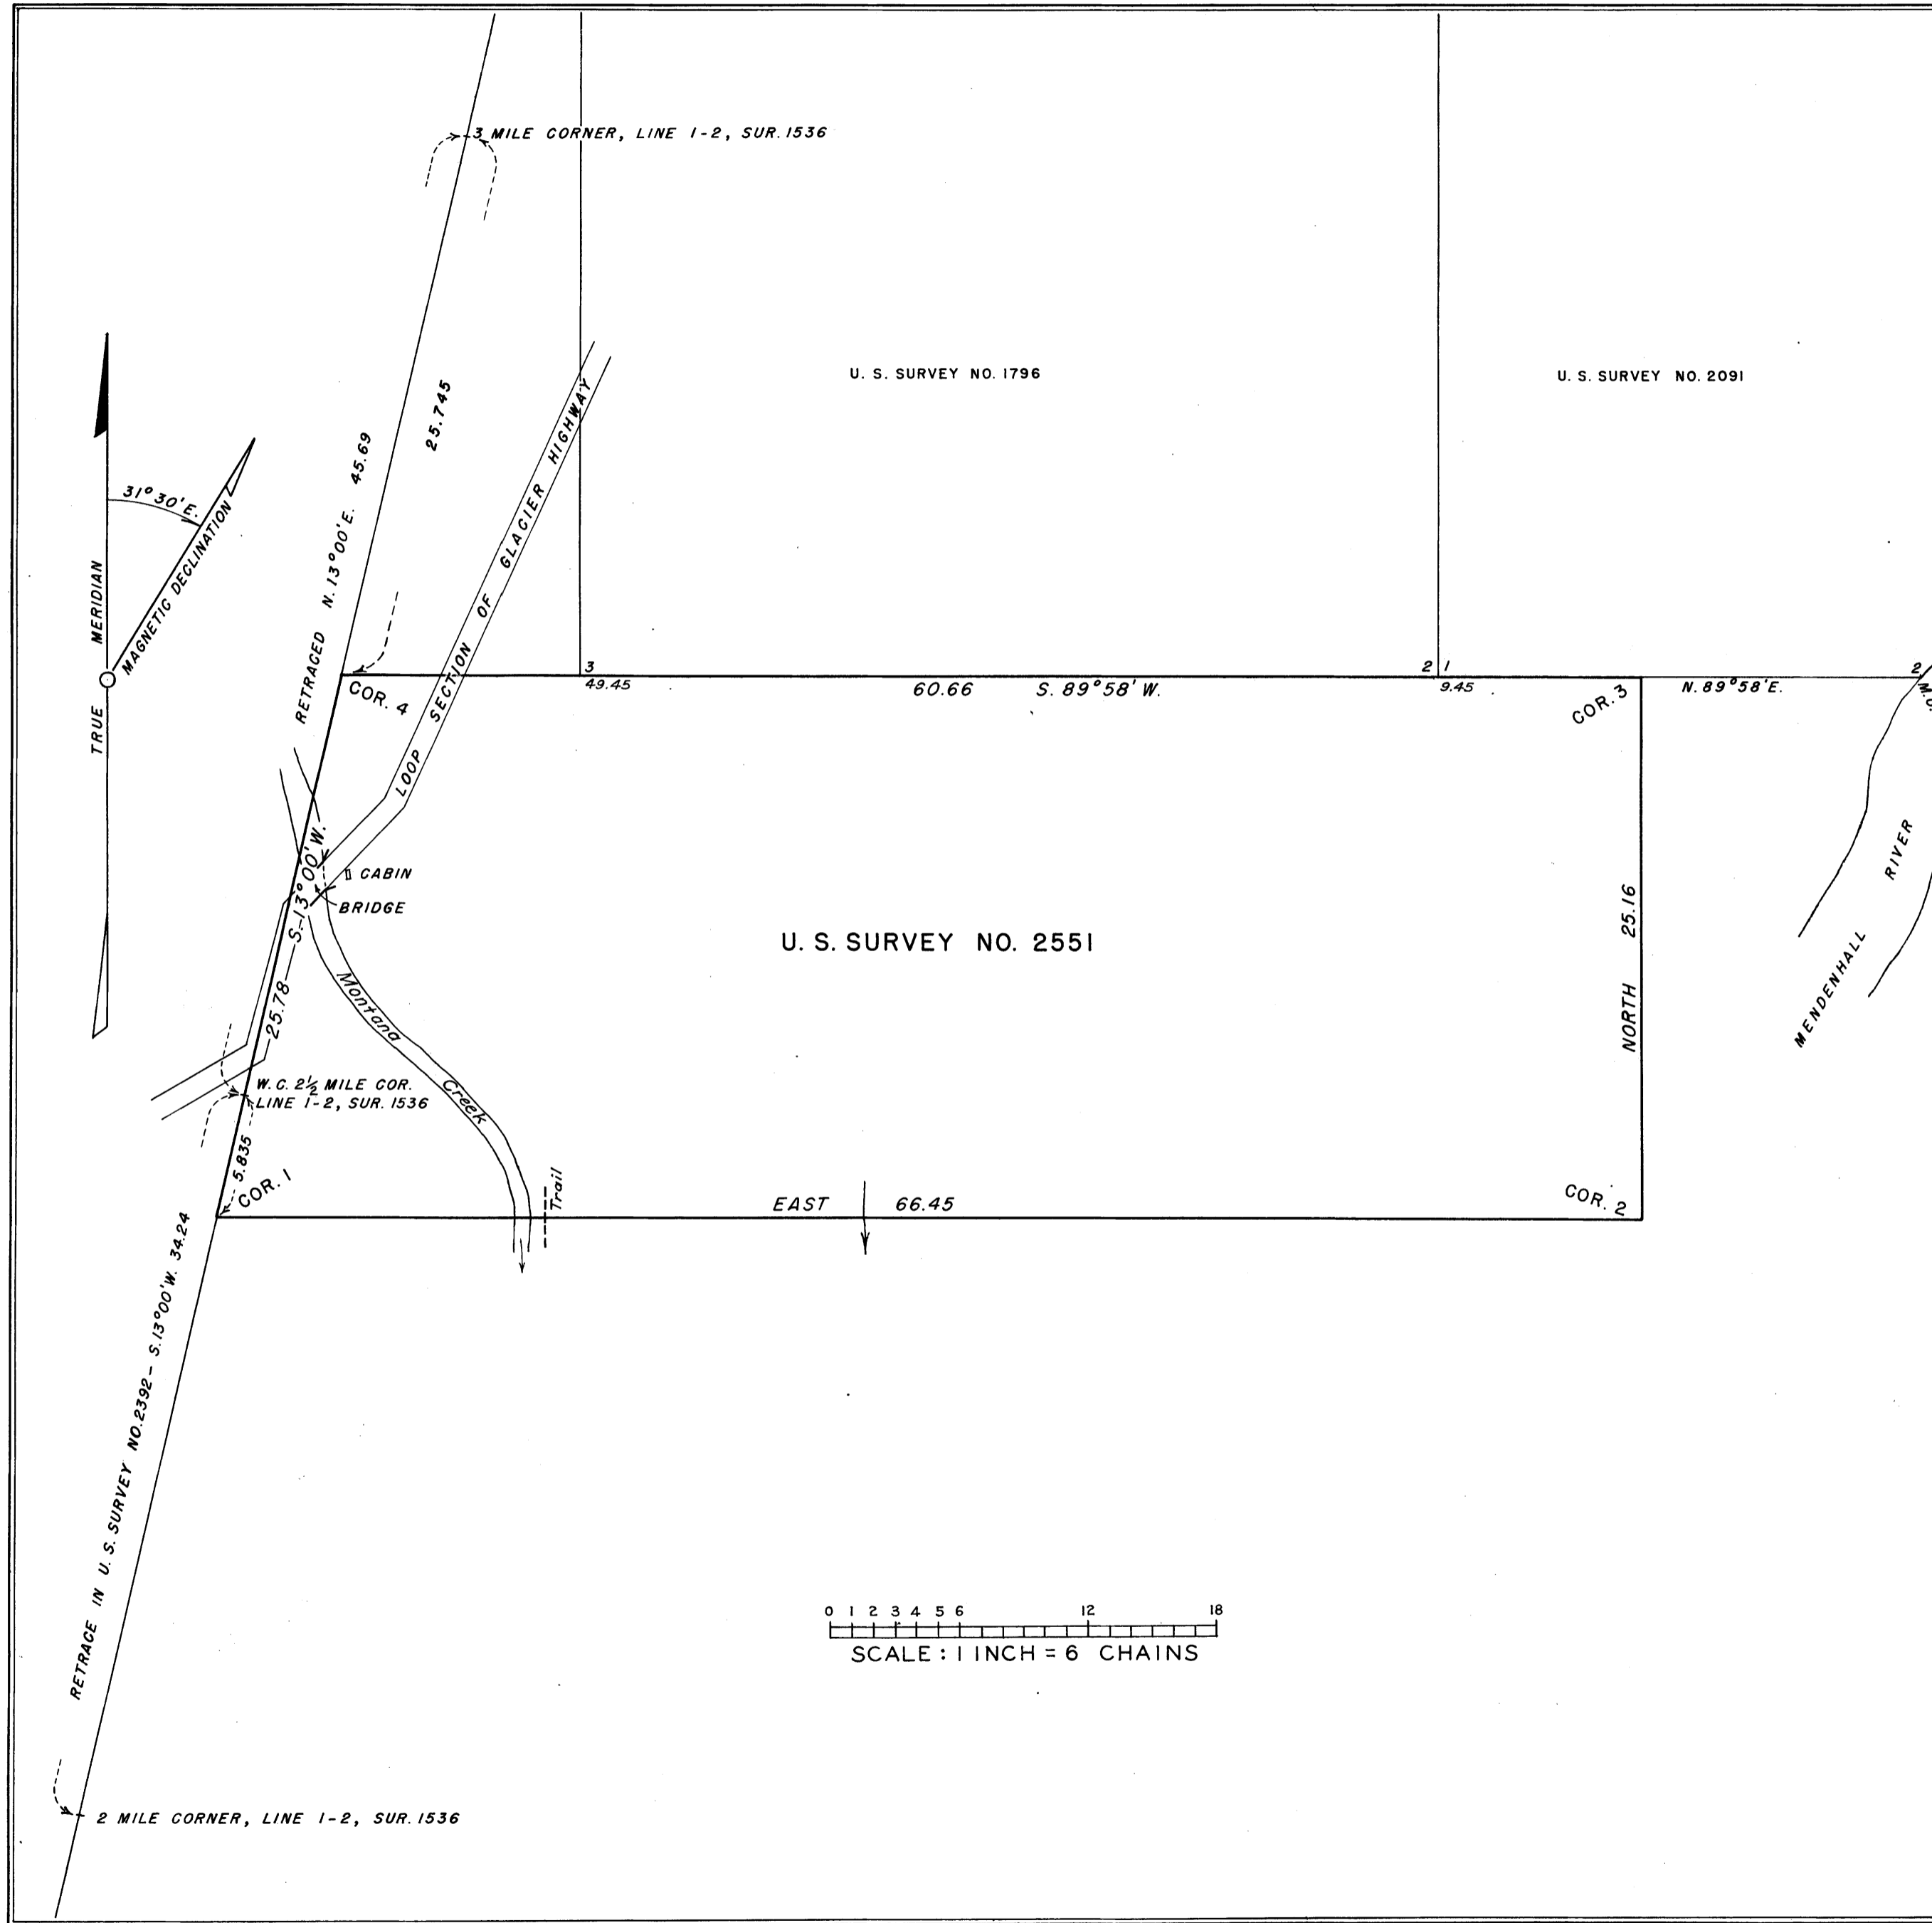 3 MILE CORNER, LINE 1-2, SUR. 1536
U. S. SURVEY NO. 1796
U. S. SURVEY NO. 2091
25.745
RETRACED N. 13°00'E. 45.69
31°30'E.
MAGNETIC DECLINATION
TRUE MERIDIAN
LOOP SECTION OF GLACIER HIGHWAY
3
2 1
2
49.45
60.66 S. 89°58' W.
9.45
N. 89°58'E.
M.C.
COR. 4
COR. 3
S. 13°00'W.
25.78
CABIN
BRIDGE
U. S. SURVEY NO. 2551
NORTH 25.16
MENDENHALL RIVER
Montana Creek
W. C. 2½ MILE COR.
LINE 1-2, SUR. 1536
5.835
COR. 1
Trail
EAST 66.45
COR. 2
RETRACE IN U. S. SURVEY NO. 2392 - S. 13°00'W. 34.24
0 1 2 3 4 5 6 12 18
SCALE : 1 INCH = 6 CHAINS
2 MILE CORNER, LINE 1-2, SUR. 1536